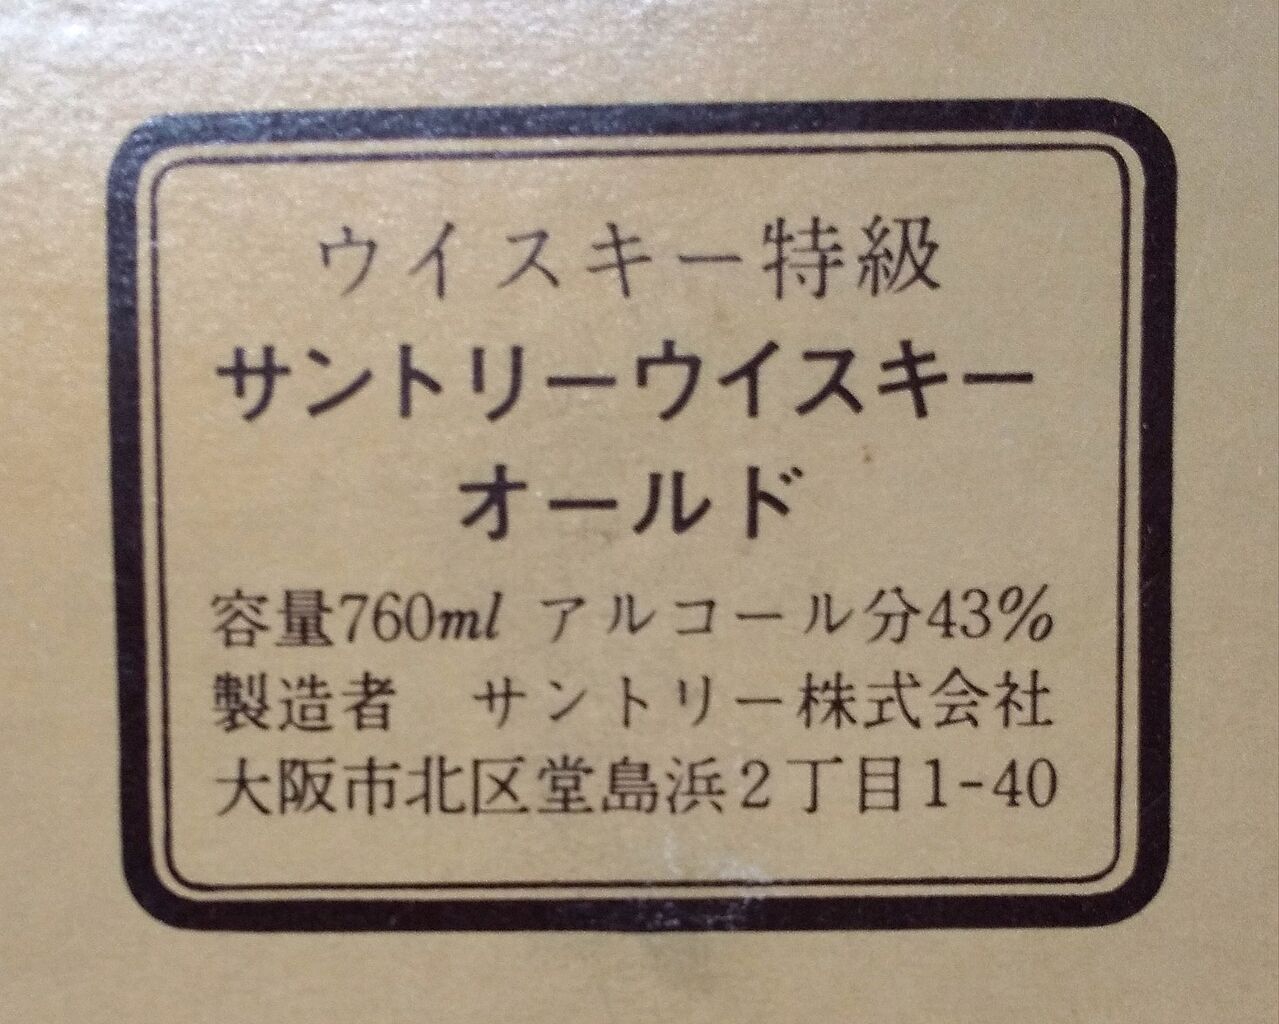 ウイスキー特級
サントリーウイスキー
オールド
容量760ml アルコール分43%
製造者　サントリー株式会社
大阪市北区堂島浜2丁目1-40